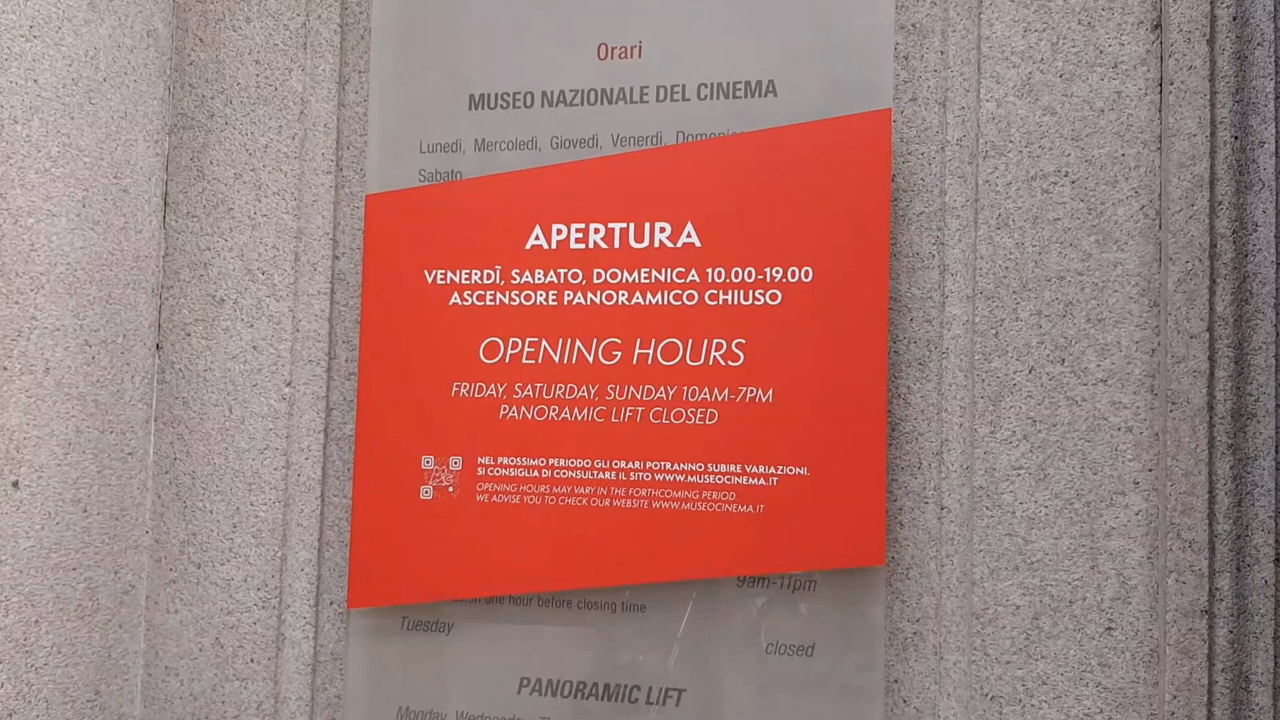 Orari
MUSEO NAZIONALE DEL CINEMA
Lunedì, Mercoledì, Giovedì, Venerdì,
Sabato
APERTURA
VENERDÌ, SABATO, DOMENICA 10.00-19.00
ASCENSORE PANORAMICO CHIUSO
OPENING HOURS
FRIDAY, SATURDAY, SUNDAY 10AM-7PM
PANORAMIC LIFT CLOSED
NEL PROSSIMO PERIODO GLI ORARI POTRANNO SUBIRE VARIAZIONI.
SI CONSIGLIA DI CONSULTARE IL SITO WWW.MUSEOCINEMA.IT
OPENING HOURS MAY VARY IN THE FORTHCOMING PERIOD.
WE ADVISE YOU TO CHECK OUR WEBSITE WWW.MUSEOCINEMA.IT
9am-11pm
one hour before closing time
Tuesday
closed
PANORAMIC LIFT
Monday,